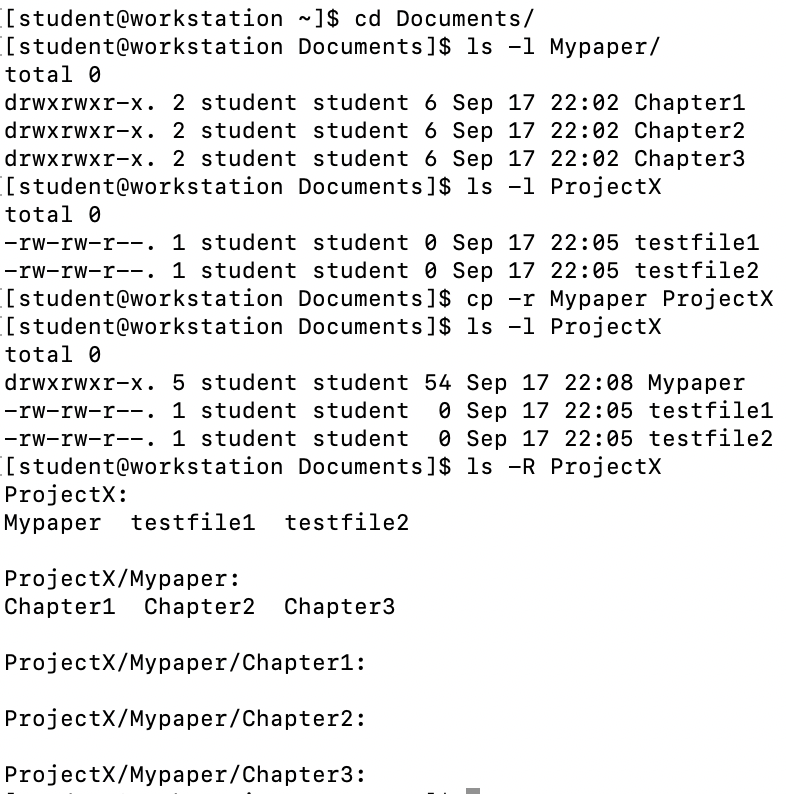 [student@workstation ~]$ cd Documents/
[student@workstation Documents]$ ls -l Mypaper/
total 0
drwxrwxr-x. 2 student student 6 Sep 17 22:02 Chapter1
drwxrwxr-x. 2 student student 6 Sep 17 22:02 Chapter2
drwxrwxr-x. 2 student student 6 Sep 17 22:02 Chapter3
[student@workstation Documents]$ ls -l ProjectX
total 0
-rw-rw-r--. 1 student student 0 Sep 17 22:05 testfile1
-rw-rw-r--. 1 student student 0 Sep 17 22:05 testfile2
[student@workstation Documents]$ cp -r Mypaper ProjectX
[student@workstation Documents]$ ls -l ProjectX
total 0
drwxrwxr-x. 5 student student 54 Sep 17 22:08 Mypaper
-rw-rw-r--. 1 student student  0 Sep 17 22:05 testfile1
-rw-rw-r--. 1 student student  0 Sep 17 22:05 testfile2
[student@workstation Documents]$ ls -R ProjectX
ProjectX:
Mypaper  testfile1  testfile2

ProjectX/Mypaper:
Chapter1  Chapter2  Chapter3

ProjectX/Mypaper/Chapter1:

ProjectX/Mypaper/Chapter2:

ProjectX/Mypaper/Chapter3: